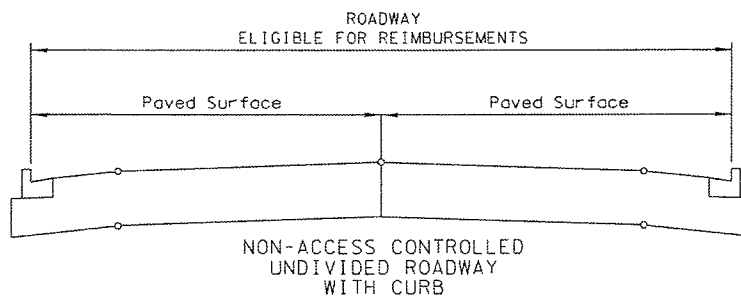 ROADWAY
ELIGIBLE FOR REIMBURSEMENTS
Paved Surface Paved Surface
NON-ACCESS CONTROLLED
UNDIVIDED ROADWAY
WITH CURB